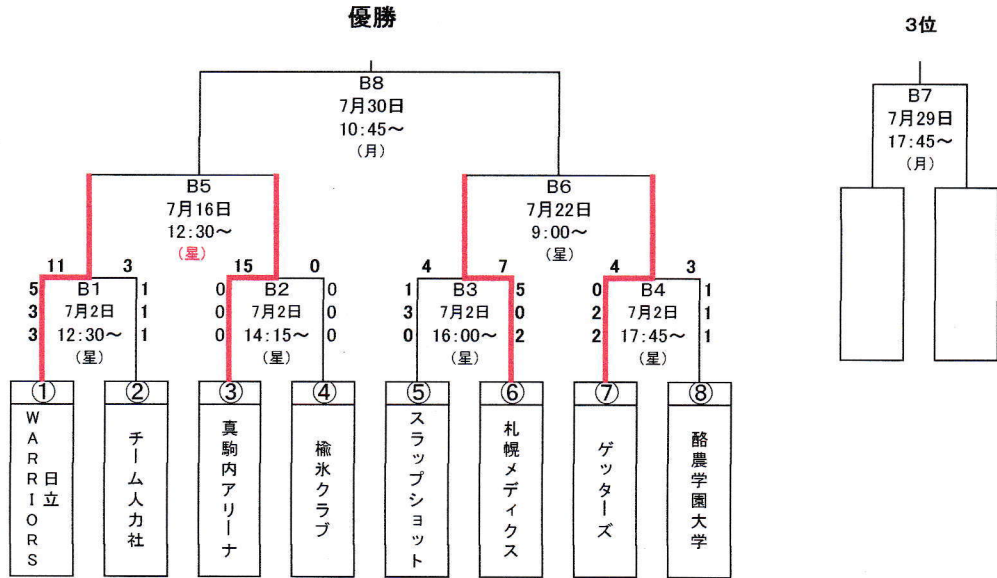 優勝
3位
B8
7月30日
10:45～
(月)
B7
7月29日
17:45～
(月)
B5
7月16日
12:30～
(星)
B6
7月22日
9:00～
(星)
11 3
15 0
4 7
4 3
5 B1 1
3 7月2日 1
3 12:30～ 1
(星)
0 B2 0
0 7月2日 0
0 14:15～ 0
(星)
1 B3 5
3 7月2日 0
0 16:00～ 2
(星)
0 B4 1
2 7月2日 1
2 17:45～ 1
(星)
① ② ③ ④ ⑤ ⑥ ⑦ ⑧
日立
WARRIORS
チーム人力社
真駒内アリーナ
楡氷クラブ
スラップショット
札幌メディクス
ゲッターズ
酪農学園大学